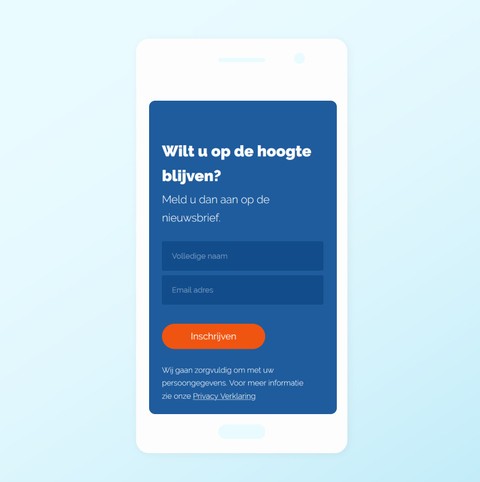 Wilt u op de hoogte
blijven?
Meld u dan aan op de
nieuwsbrief.
Volledige naam
Email adres
Inschrijven
Wij gaan zorgvuldig om met uw
persoongegevens. Voor meer informatie
zie onze Privacy Verklaring